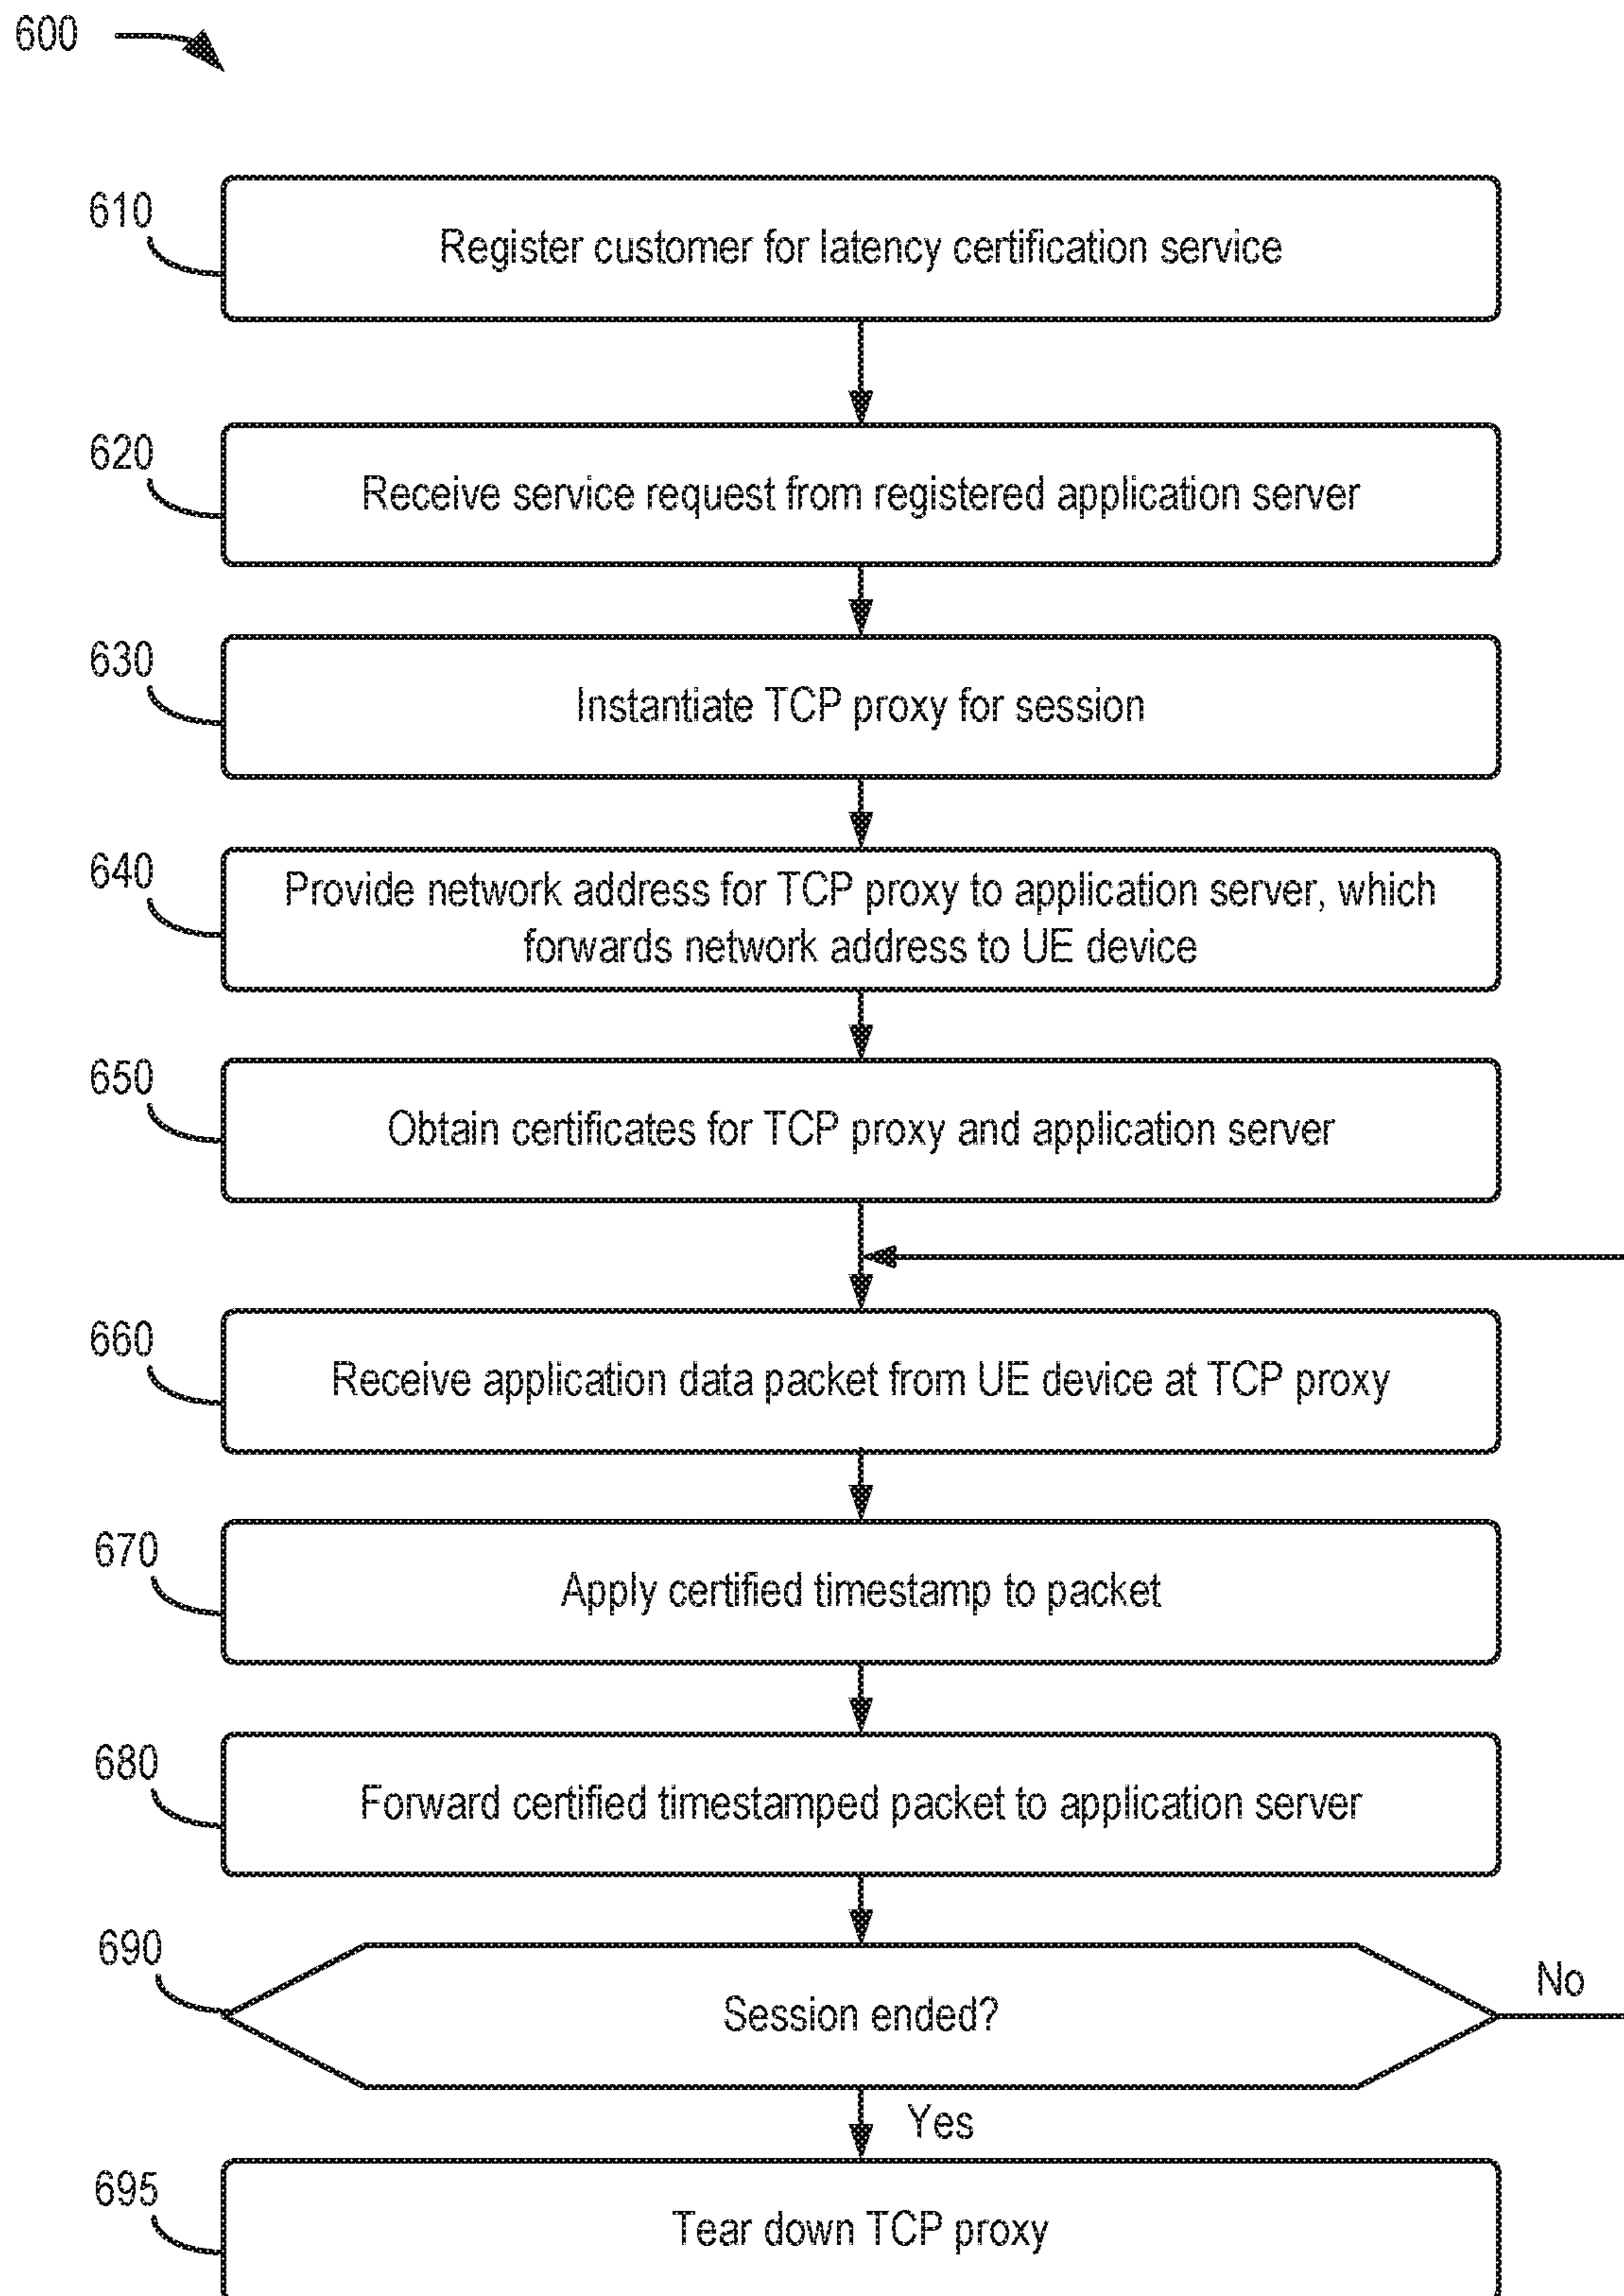 600
610
Register customer for latency certification service
620
Receive service request from registered application server
630
Instantiate TCP proxy for session
640
Provide network address for TCP proxy to application server, which
forwards network address to UE device
650
Obtain certificates for TCP proxy and application server
660
Receive application data packet from UE device at TCP proxy
670
Apply certified timestamp to packet
680
Forward certified timestamped packet to application server
690
Session ended?
No
Yes
695
Tear down TCP proxy